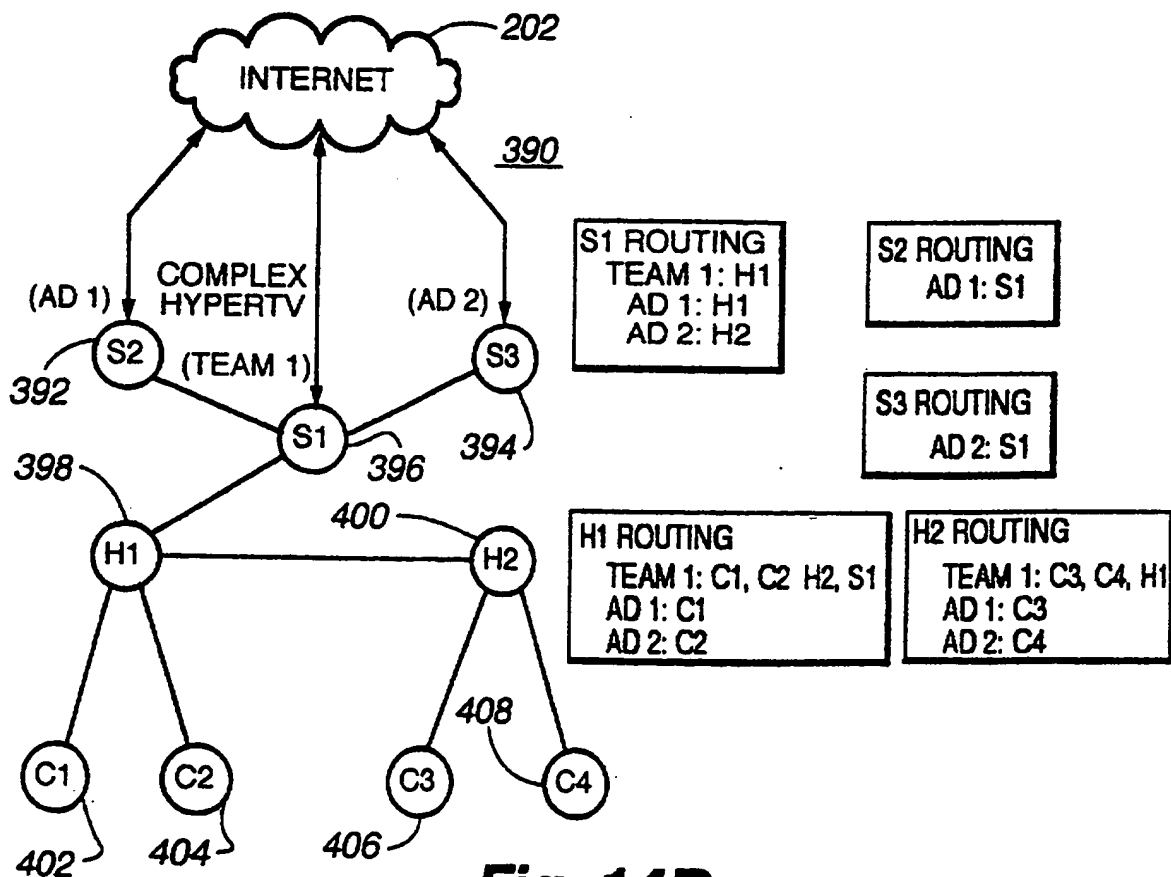 202
INTERNET
390
COMPLEX
HYPERTV
(AD 1)
(AD 2)
(TEAM 1)
S2
S3
S1
392
394
396
398
400
H1
H2
C1
C2
C3
C4
402
404
406
408
S1 ROUTING
TEAM 1: H1
AD 1: H1
AD 2: H2
S2 ROUTING
AD 1: S1
S3 ROUTING
AD 2: S1
H1 ROUTING
TEAM 1: C1, C2 H2, S1
AD 1: C1
AD 2: C2
H2 ROUTING
TEAM 1: C3, C4, H1
AD 1: C3
AD 2: C4